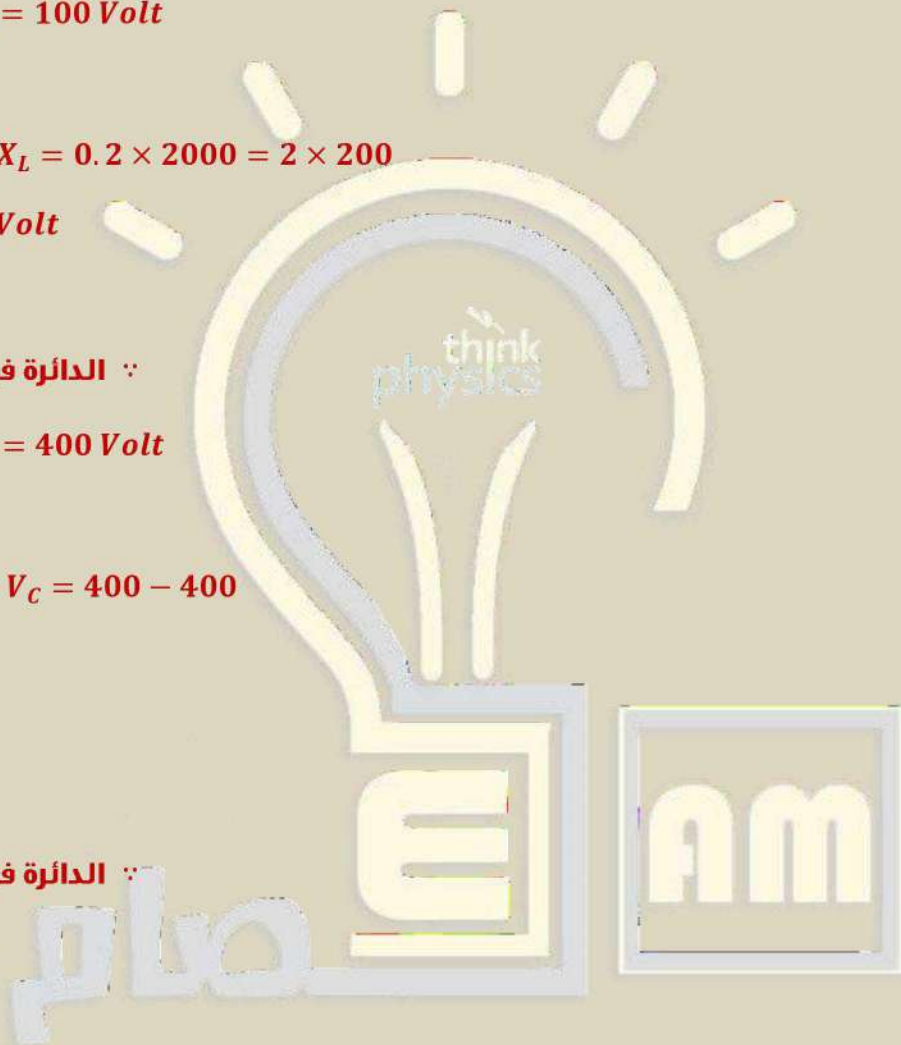 = 100 Volt
X_L = 0.2 × 2000 = 2 × 200
Volt
think
physics
∵ الدائرة ف
= 400 Volt
V_C = 400 − 400
E AM
∵ الدائرة ف
صام